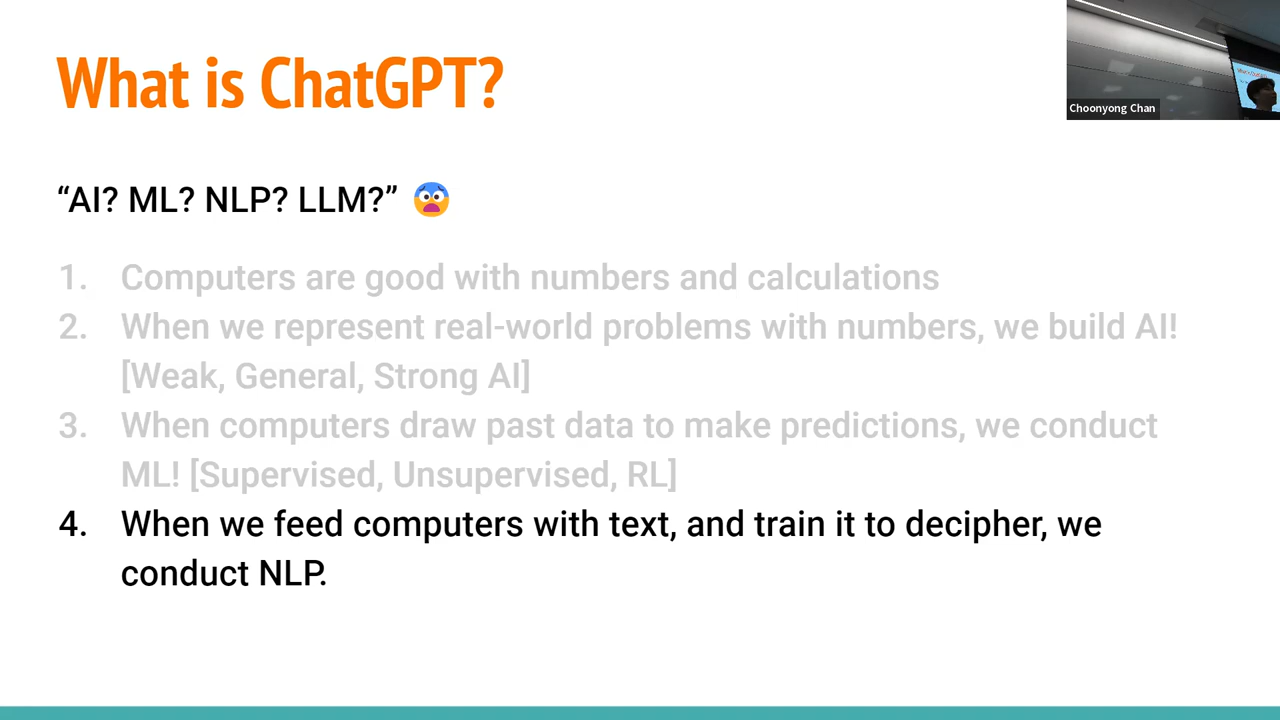 What is ChatGPT?
Choonyong Chan
“AI? ML? NLP? LLM?” 😨
1. Computers are good with numbers and calculations
2. When we represent real-world problems with numbers, we build AI!
[Weak, General, Strong AI]
3. When computers draw past data to make predictions, we conduct
ML! [Supervised, Unsupervised, RL]
4. When we feed computers with text, and train it to decipher, we
conduct NLP.